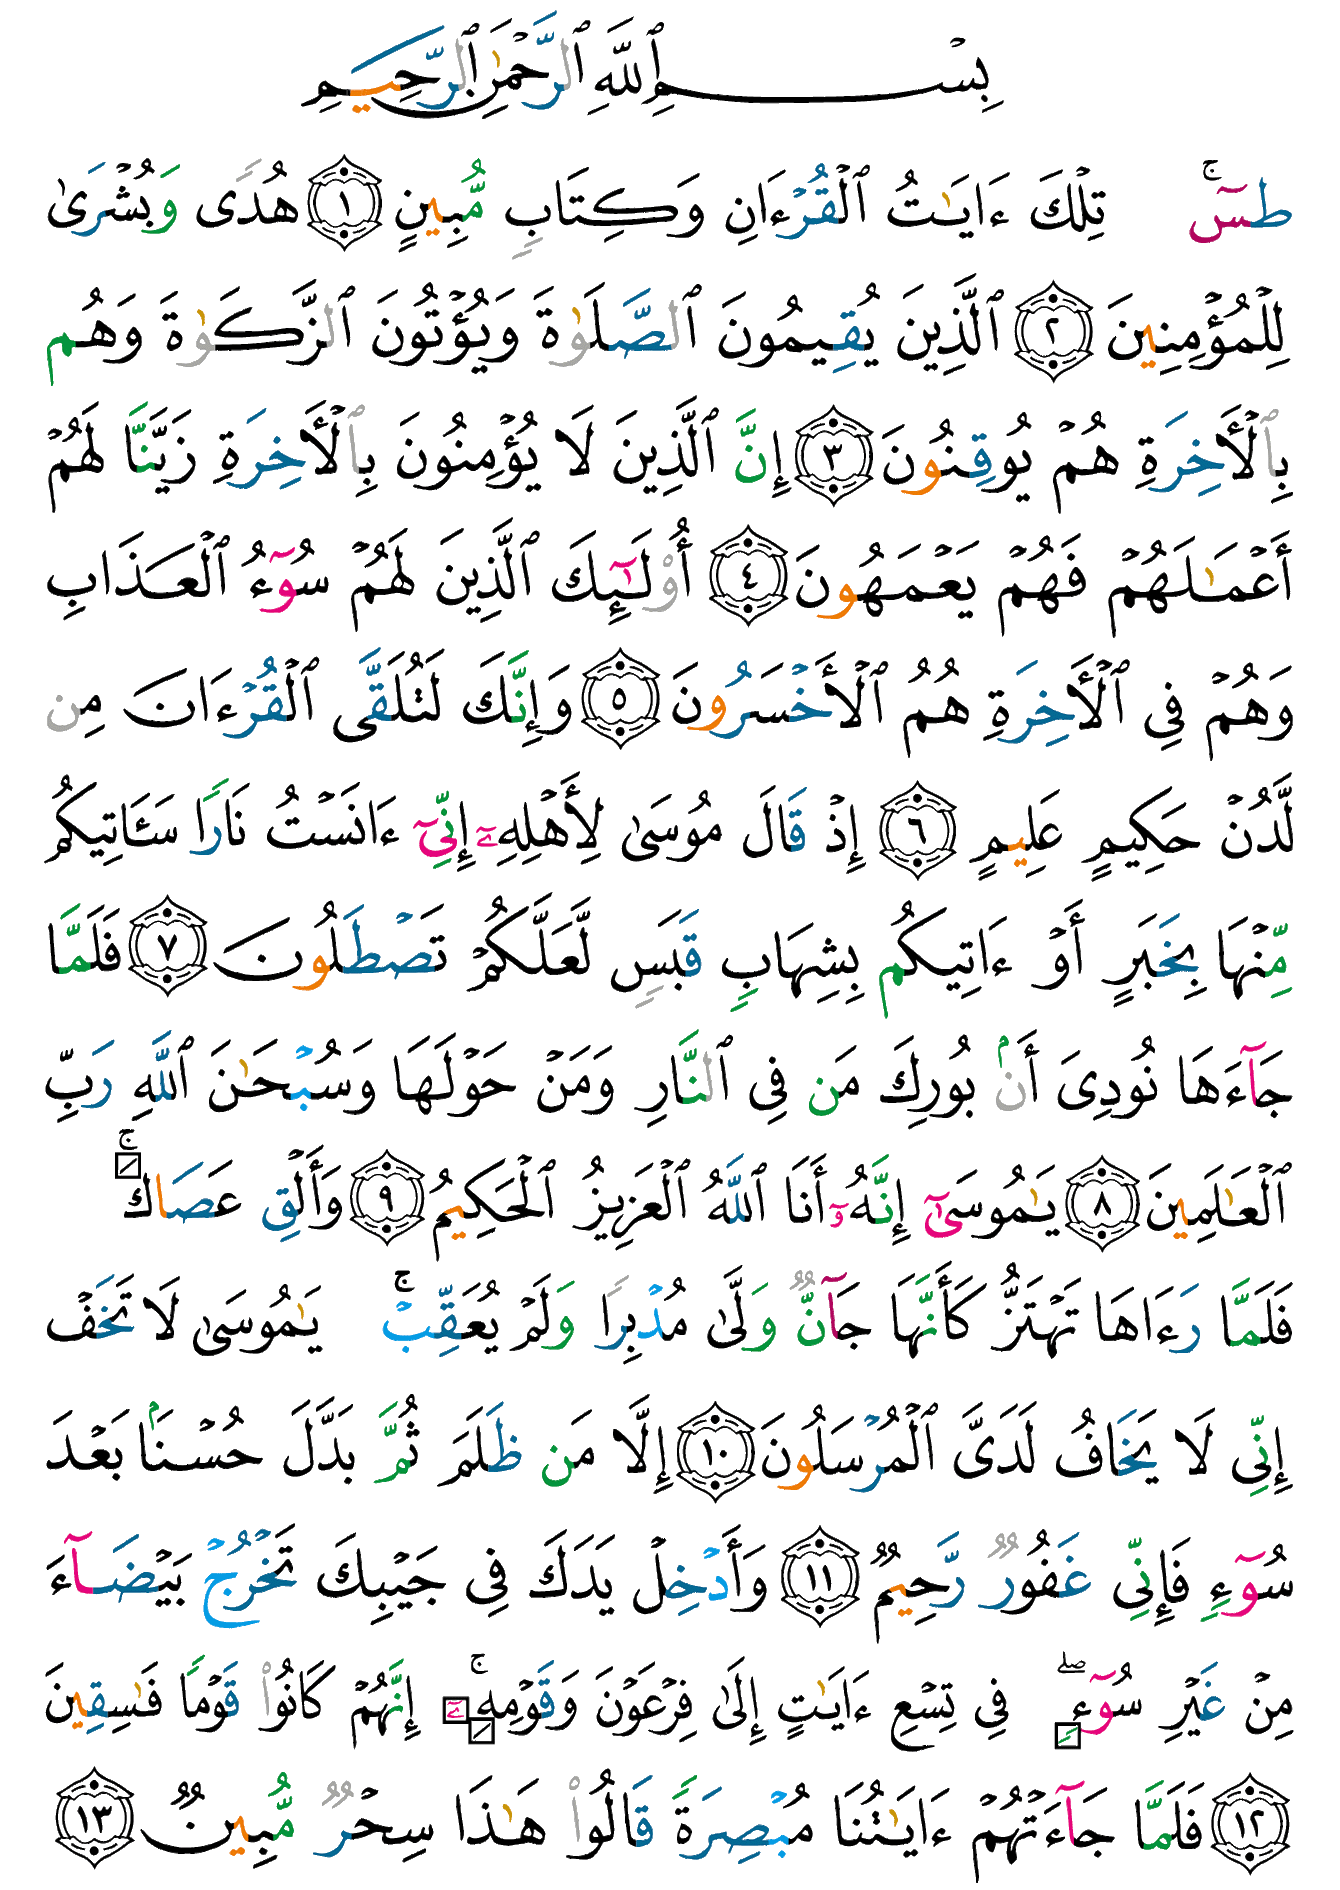 بِسْمِ ٱللَّهِ ٱلرَّحْمَٰنِ ٱلرَّحِيمِ
طسٓ ۚ تِلْكَ ءَايَٰتُ ٱلْقُرْءَانِ وَكِتَابٍ مُّبِينٍ ١ هُدًى وَبُشْرَىٰ
لِلْمُؤْمِنِينَ ٢ ٱلَّذِينَ يُقِيمُونَ ٱلصَّلَوٰةَ وَيُؤْتُونَ ٱلزَّكَوٰةَ وَهُم
بِٱلْأَخِرَةِ هُمْ يُوقِنُونَ ٣ إِنَّ ٱلَّذِينَ لَا يُؤْمِنُونَ بِٱلْأَخِرَةِ زَيَّنَّا لَهُمْ
أَعْمَٰلَهُمْ فَهُمْ يَعْمَهُونَ ٤ أُوْلَٰٓئِكَ ٱلَّذِينَ لَهُمْ سُوٓءُ ٱلْعَذَابِ
وَهُمْ فِي ٱلْأَخِرَةِ هُمُ ٱلْأَخْسَرُونَ ٥ وَإِنَّكَ لَتُلَقَّى ٱلْقُرْءَانَ مِن
لَّدُنْ حَكِيمٍ عَلِيمٍ ٦ إِذْ قَالَ مُوسَىٰ لِأَهْلِهِۦٓ إِنِّيٓ ءَانَسْتُ نَارًا سَـَٔاتِيكُم
مِّنْهَا بِخَبَرٍ أَوْ ءَاتِيكُم بِشِهَابٍ قَبَسٍ لَّعَلَّكُمْ تَصْطَلُونَ ٧ فَلَمَّا
جَآءَهَا نُودِىَ أَنۢ بُورِكَ مَن فِي ٱلنَّارِ وَمَنْ حَوْلَهَا وَسُبْحَٰنَ ٱللَّهِ رَبِّ
ٱلْعَٰلَمِينَ ٨ يَٰمُوسَىٰٓ إِنَّهُۥٓ أَنَا ٱللَّهُ ٱلْعَزِيزُ ٱلْحَكِيمُ ٩ وَأَلْقِ عَصَاكَ ۚ
فَلَمَّا رَءَاهَا تَهْتَزُّ كَأَنَّهَا جَآنٌّ وَلَّىٰ مُدْبِرًا وَلَمْ يُعَقِّبْ ۚ يَٰمُوسَىٰ لَا تَخَفْ
إِنِّي لَا يَخَافُ لَدَىَّ ٱلْمُرْسَلُونَ ١٠ إِلَّا مَن ظَلَمَ ثُمَّ بَدَّلَ حُسْنَۢا بَعْدَ
سُوٓءٍ فَإِنِّي غَفُورٌ رَّحِيمٌ ١١ وَأَدْخِلْ يَدَكَ فِي جَيْبِكَ تَخْرُجْ بَيْضَآءَ
مِنْ غَيْرِ سُوٓءٍ ۖ فِي تِسْعِ ءَايَٰتٍ إِلَىٰ فِرْعَوْنَ وَقَوْمِهِۦٓ ۚ إِنَّهُمْ كَانُوا۟ قَوْمًا فَٰسِقِينَ
١٢ فَلَمَّا جَآءَتْهُمْ ءَايَٰتُنَا مُبْصِرَةً قَالُوا۟ هَٰذَا سِحْرٌ مُّبِينٌ ١٣